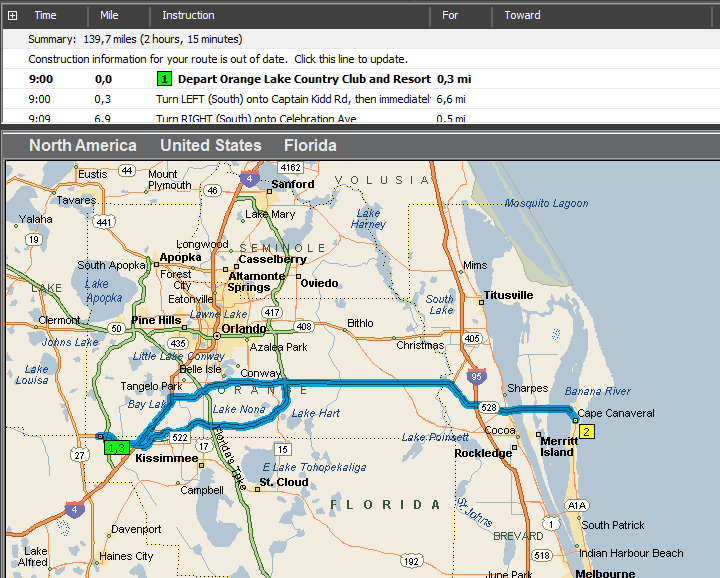 Time Mile Instruction For Toward
Summary: 139,7 miles (2 hours, 15 minutes)
Construction information for your route is out of date. Click this line to update.
9:00 0,0 1 Depart Orange Lake Country Club and Resort 0,3 mi
9:00 0,3 Turn LEFT (South) onto Captain Kidd Rd, then immediatel 6,6 mi
9:09 6,9 Turn RIGHT (South) onto Celebration Ave 0,5 mi
North America United States Florida
Eustis 44 Mount Plymouth 4162
4 Sanford VOLUSIA
Tavares 46
Mosquito Lagoon
Yalaha 441 Lake Mary Lake Harney
19 Longwood SEMINOLE
South Apopka Apopka Casselberry Mims
Forest City Altamonte Springs Oviedo
LAKE Lake Apopka Eatonville South Lake Titusville
Clermont 50 Pine Hills Lawne Lake 417 408 Bithlo
Orlando
Johns Lake 435 Azalea Park Christmas 405
Little Lake Conway
Lake Louisa Belle Isle Conway 95
Tangelo Park ORANGE Sharpes Banana River
Bay Lake Lake Nona Lake Hart 528 Cape Canaveral
1,3 522 Lake Poinsett Cocoa 2
27 17 15 Merritt Island
Kissimmee Florida's Tpke Rockledge
E Lake Tohopekaliga
Campbell St. Cloud
4 FLORIDA St. Johns A1A
Davenport BREVARD 1 South Patrick
Lake Alfred Haines City 192 518 Indian Harbour Beach
June Park Melbourne